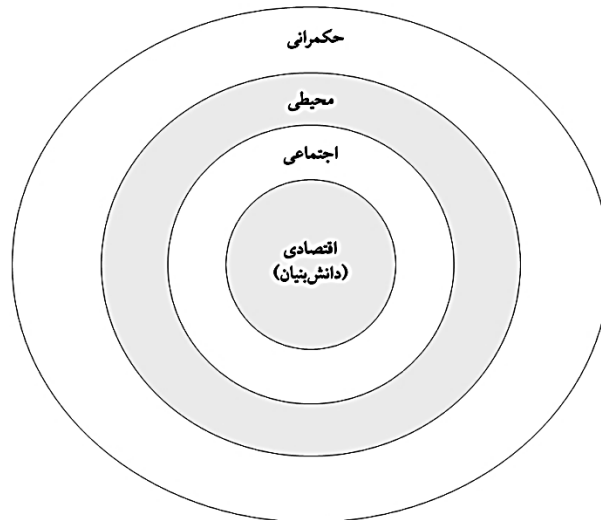 حکمرانی
محیطی
اجتماعی
اقتصادی
(دانش‌بنیان)